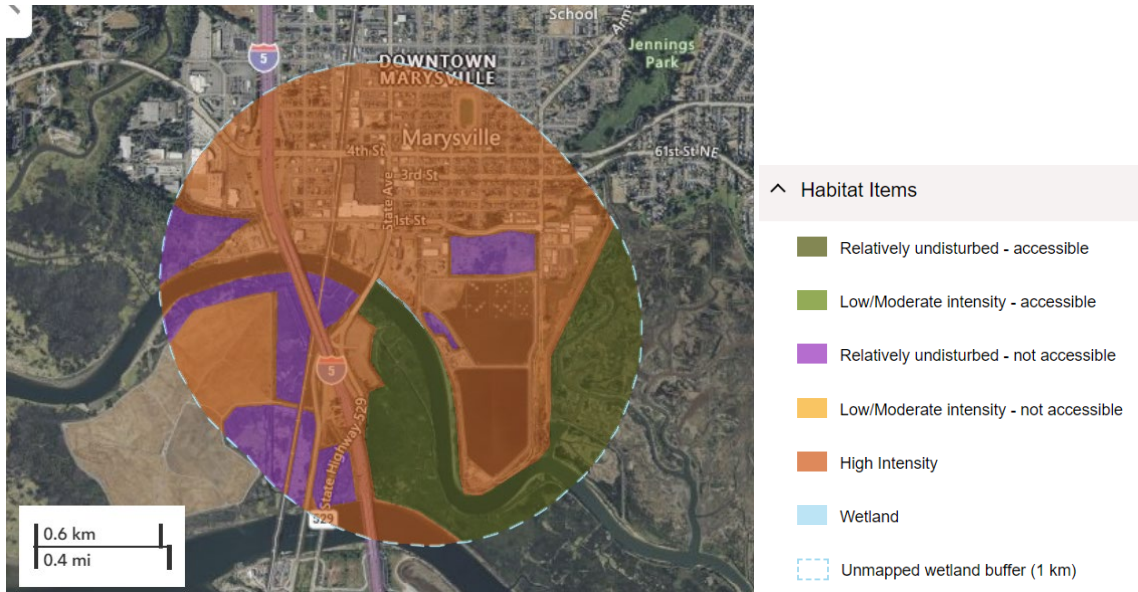 School
Arm
Jennings
Park
5
DOWNTOWN
MARYSVILLE
Marysville
4th St
61st St NE
3rd St
State Ave
1st St
5
State Highway 529
529
0.6 km
0.4 mi
Habitat Items
Relatively undisturbed - accessible
Low/Moderate intensity - accessible
Relatively undisturbed - not accessible
Low/Moderate intensity - not accessible
High Intensity
Wetland
Unmapped wetland buffer (1 km)